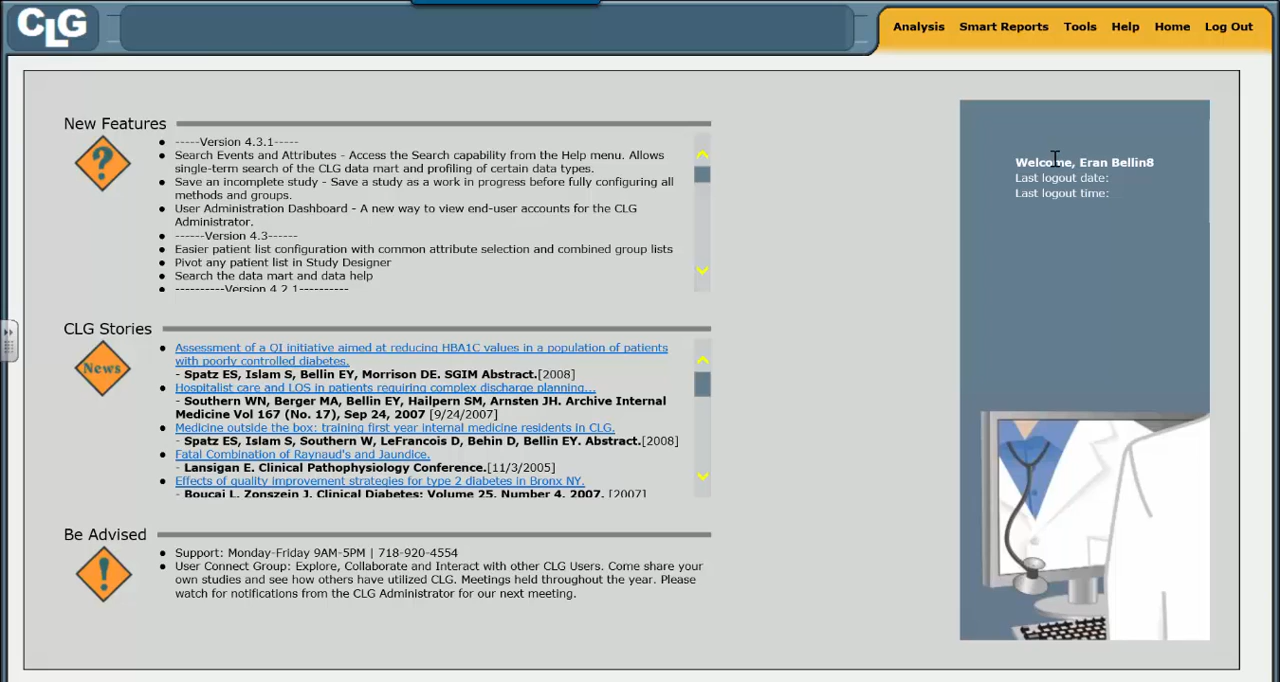 CLG
Analysis Smart Reports Tools Help Home Log Out
New Features
?
-----Version 4.3.1-----
Search Events and Attributes - Access the Search capability from the Help menu. Allows
single-term search of the CLG data mart and profiling of certain data types.
Save an incomplete study - Save a study as a work in progress before fully configuring all
methods and groups.
User Administration Dashboard - A new way to view end-user accounts for the CLG
Administrator.
------Version 4.3------
Easier patient list configuration with common attribute selection and combined group lists
Pivot any patient list in Study Designer
Search the data mart and data help
----------Version 4.2.1----------
Welcome, Eran Bellin8
Last logout date:
Last logout time:
CLG Stories
News
Assessment of a QI initiative aimed at reducing HBA1C values in a population of patients
with poorly controlled diabetes.
- Spatz ES, Islam S, Bellin EY, Morrison DE. SGIM Abstract.[2008]
Hospitalist care and LOS in patients requiring complex discharge planning...
- Southern WN, Berger MA, Bellin EY, Hailpern SM, Arnsten JH. Archive Internal
Medicine Vol 167 (No. 17), Sep 24, 2007 [9/24/2007]
Medicine outside the box: training first year internal medicine residents in CLG.
- Spatz ES, Islam S, Southern W, LeFrancois D, Behin D, Bellin EY. Abstract.[2008]
Fatal Combination of Raynaud's and Jaundice.
- Lansigan E. Clinical Pathophysiology Conference.[11/3/2005]
Effects of quality improvement strategies for type 2 diabetes in Bronx NY.
- Boucai L, Zonszein J. Clinical Diabetes: Volume 25, Number 4, 2007. [2007]
Be Advised
!
Support: Monday-Friday 9AM-5PM | 718-920-4554
User Connect Group: Explore, Collaborate and Interact with other CLG Users. Come share your
own studies and see how others have utilized CLG. Meetings held throughout the year. Please
watch for notifications from the CLG Administrator for our next meeting.